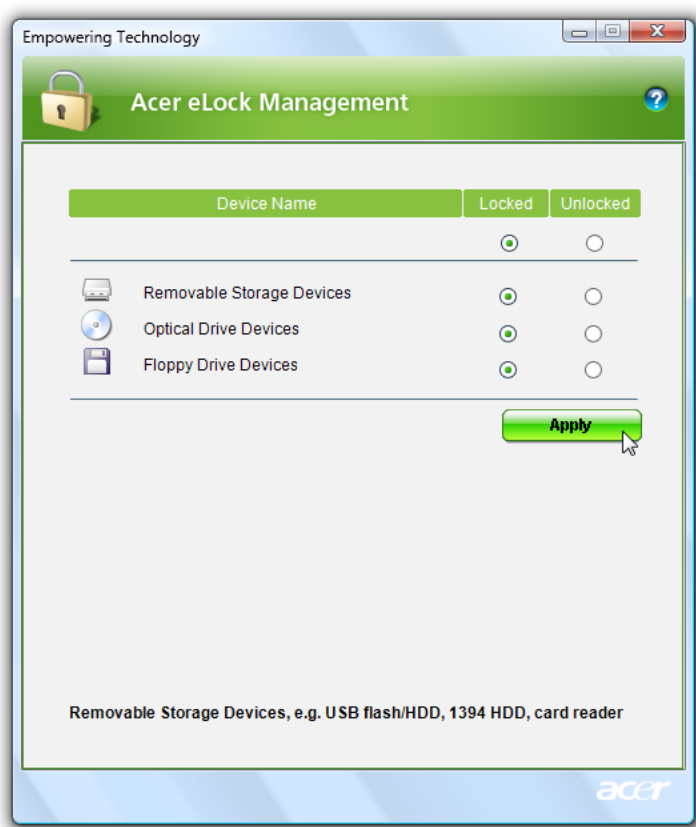 Empowering Technology
Acer eLock Management
Device Name Locked Unlocked
Removable Storage Devices
Optical Drive Devices
Floppy Drive Devices
Apply
Removable Storage Devices, e.g. USB flash/HDD, 1394 HDD, card reader
acer